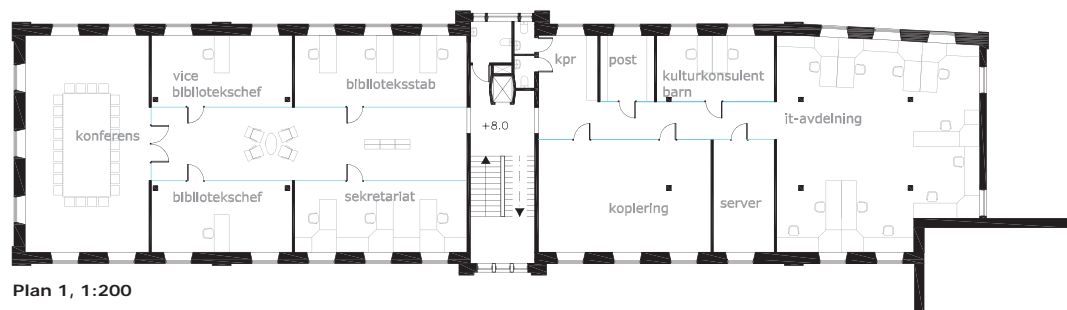 vice
bibliotekschef
biblioteksstab
kpr
post
kulturkonsulent
barn
konferens
+8.0
it-avdelning
bibliotekschef
sekretariat
kopiering
server
Plan 1, 1:200